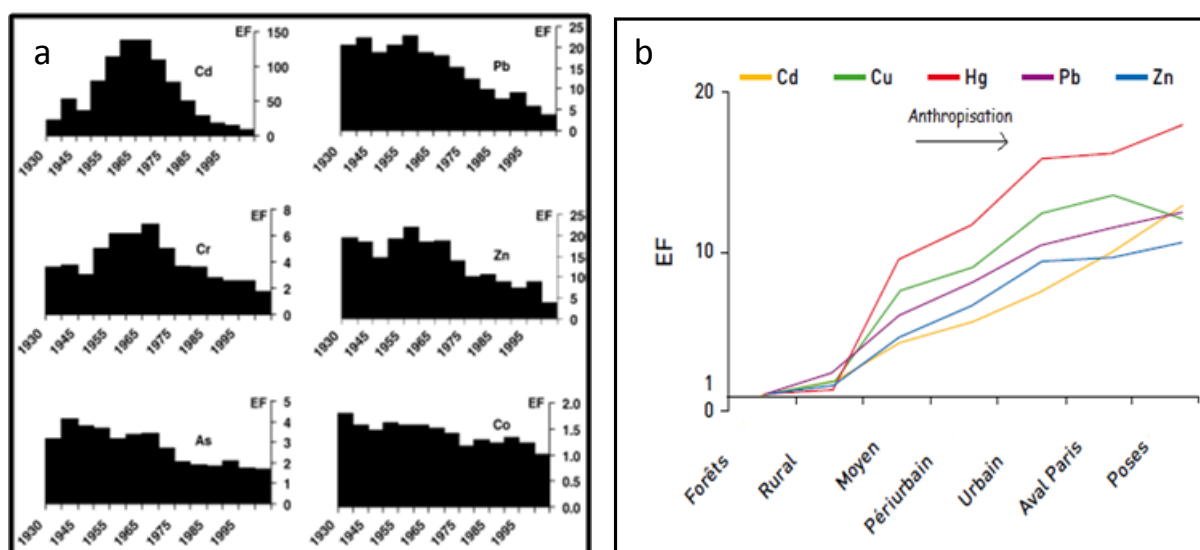 a
EF 150
Cd
100
50
0
1930 1945 1955 1965 1975 1985 1995
EF 25
Pb
20
15
10
5
0
1930 1945 1955 1965 1975 1985 1995
EF 8
Cr
6
4
2
0
1930 1945 1955 1965 1975 1985 1995
EF 25
20
Zn
15
10
5
0
1930 1945 1955 1965 1975 1985 1995
EF 5
4
As
3
2
1
0
1930 1945 1955 1965 1975 1985 1995
EF 2.0
Co
1.5
1.0
0.5
0.0
1930 1945 1955 1965 1975 1985 1995
b
Cd Cu Hg Pb Zn
20
Anthropisation
EF
10
1
0
Forêts Rural Moyen Périurbain Urbain Aval Paris Poses